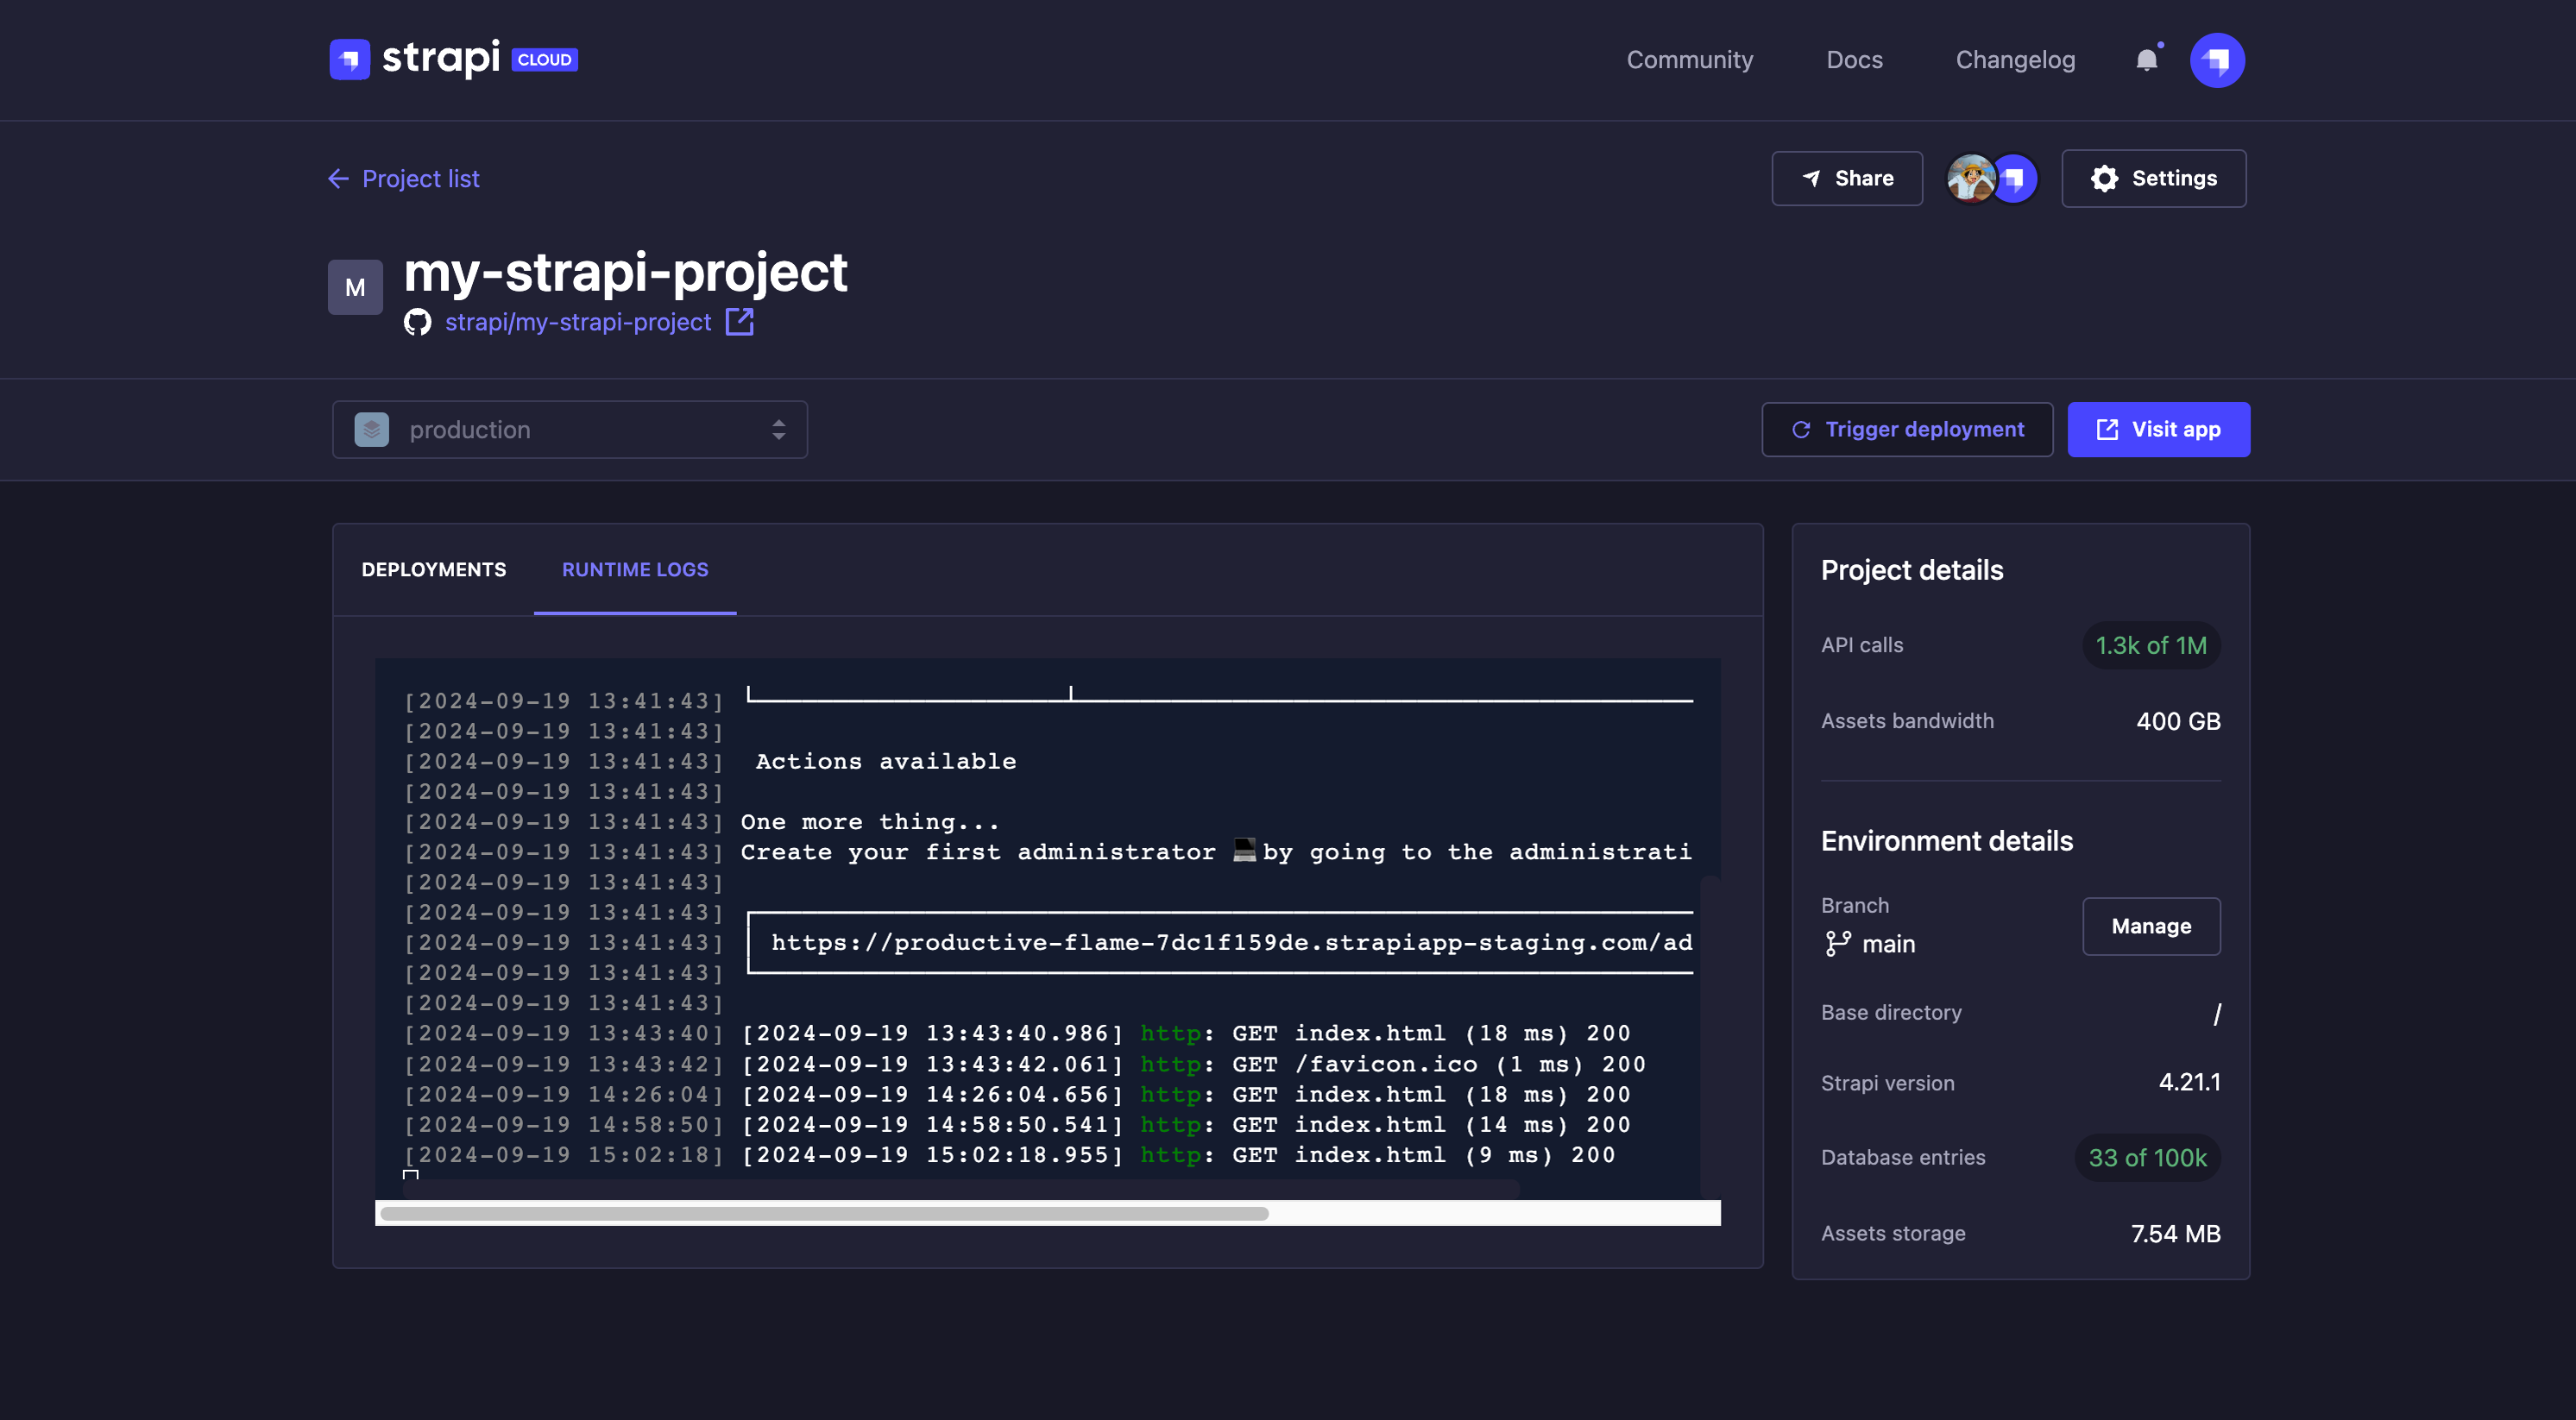 strapi CLOUD
Community
Docs
Changelog
Project list
Share
Settings
M
my-strapi-project
strapi/my-strapi-project
production
Trigger deployment
Visit app
DEPLOYMENTS
RUNTIME LOGS
[2024-09-19 13:41:43]
[2024-09-19 13:41:43]
[2024-09-19 13:41:43] Actions available
[2024-09-19 13:41:43]
[2024-09-19 13:41:43] One more thing...
[2024-09-19 13:41:43] Create your first administrator 💻by going to the administrati
[2024-09-19 13:41:43]
[2024-09-19 13:41:43]
[2024-09-19 13:41:43] https://productive-flame-7dc1f159de.strapiapp-staging.com/ad
[2024-09-19 13:41:43]
[2024-09-19 13:41:43]
[2024-09-19 13:43:40] [2024-09-19 13:43:40.986] http: GET index.html (18 ms) 200
[2024-09-19 13:43:42] [2024-09-19 13:43:42.061] http: GET /favicon.ico (1 ms) 200
[2024-09-19 14:26:04] [2024-09-19 14:26:04.656] http: GET index.html (18 ms) 200
[2024-09-19 14:58:50] [2024-09-19 14:58:50.541] http: GET index.html (14 ms) 200
[2024-09-19 15:02:18] [2024-09-19 15:02:18.955] http: GET index.html (9 ms) 200
Project details
API calls
1.3k of 1M
Assets bandwidth
400 GB
Environment details
Branch
main
Manage
Base directory
/
Strapi version
4.21.1
Database entries
33 of 100k
Assets storage
7.54 MB